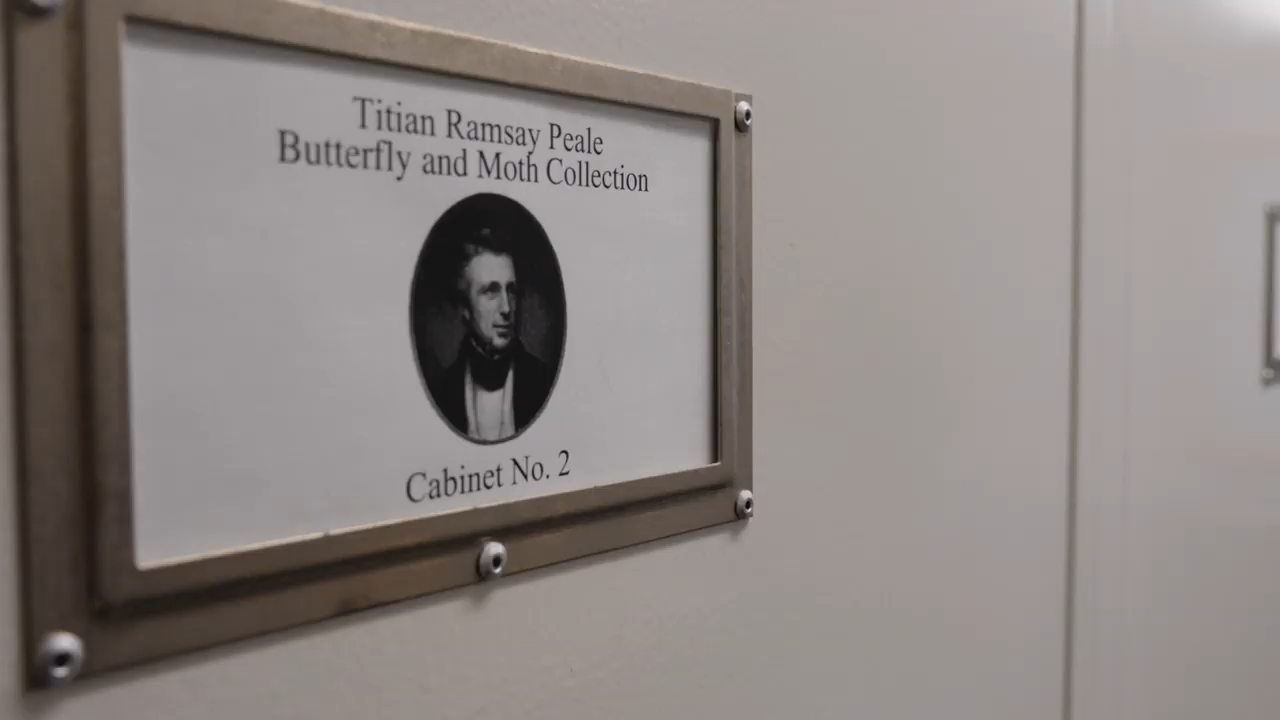 Titian Ramsay Peale
Butterfly and Moth Collection
Cabinet No. 2